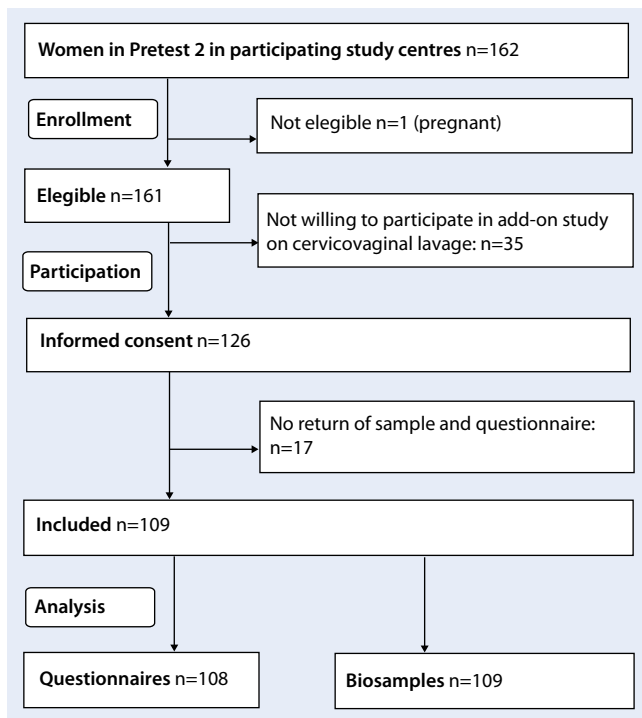 Women in Pretest 2 in participating study centres n=162
Enrollment
Not elegible n=1 (pregnant)
Elegible n=161
Not willing to participate in add-on study
on cervicovaginal lavage: n=35
Participation
Informed consent n=126
No return of sample and questionnaire:
n=17
Included n=109
Analysis
Questionnaires n=108
Biosamples n=109